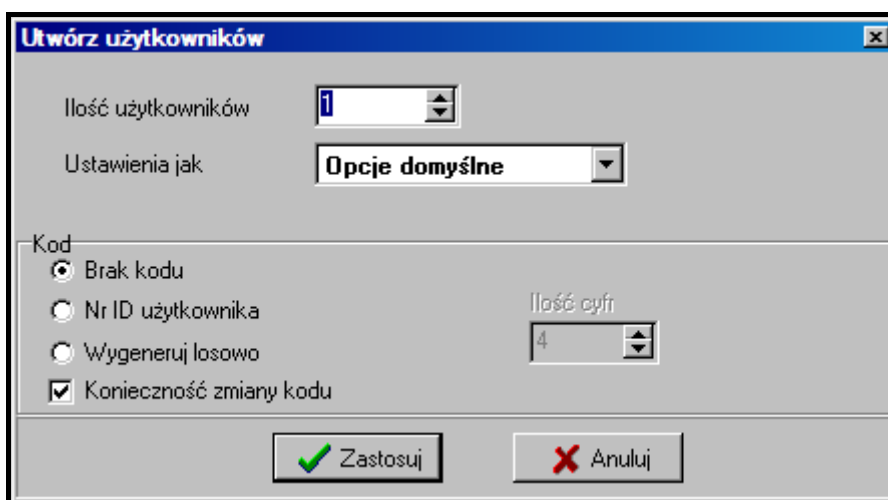 Utwórz użytkowników
Ilość użytkowników 1
Ustawienia jak Opcje domyślne
Kod
Brak kodu
Nr ID użytkownika
Ilość cyfr
Wygeneruj losowo 4
Konieczność zmiany kodu
Zastosuj Anuluj